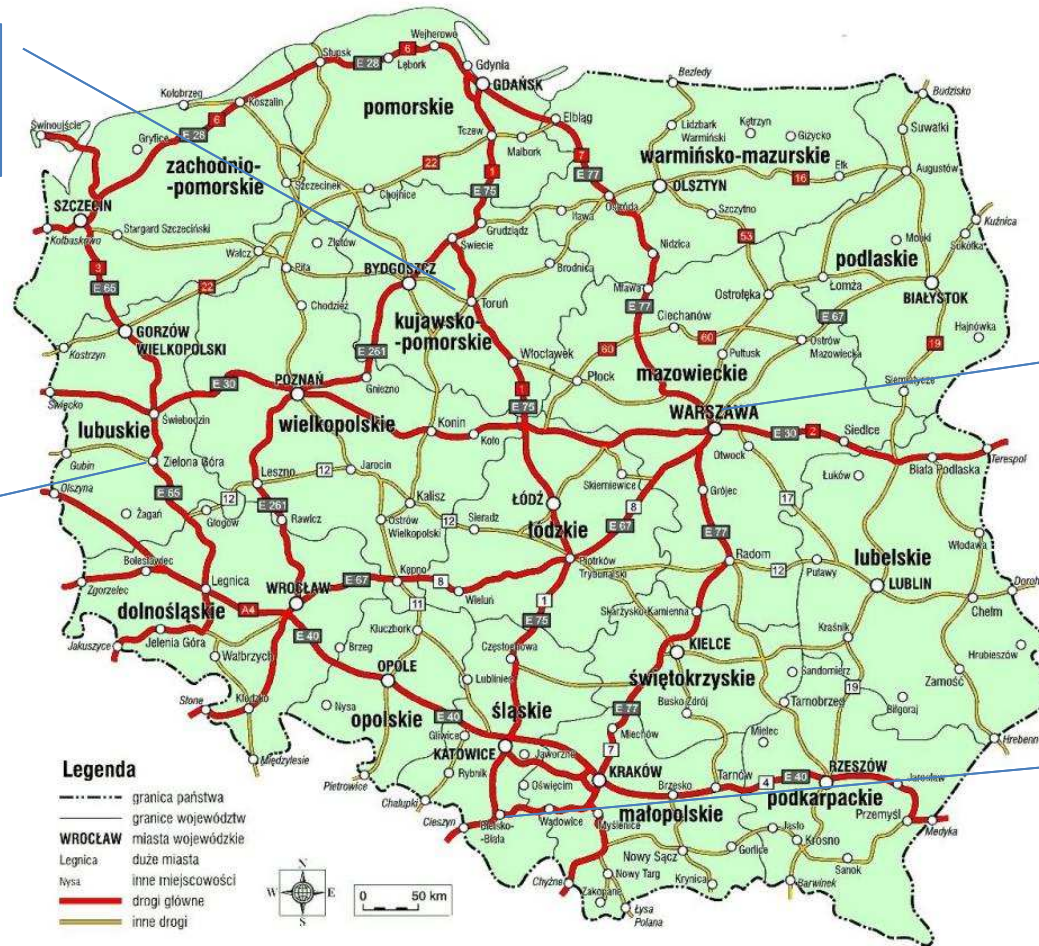 Wejherowo
6
Słupsk
E 28
Lębork
Gdynia
GDAŃSK
Bezledy
Budzisko
Kołobrzeg
Koszalin
pomorskie
Elbląg
Lidzbark
Warmiński
Kętrzyn
Giżycko
Suwałki
Świnoujście
6
E 28
Gryfice
Tczew
Malbork
7
E 77
warmińsko-mazurskie
zachodnio-
-pomorskie
22
1
E 75
OLSZTYN
16
Ełk
Augustów
Szczecinek
Chojnice
Ostróda
SZCZECIN
Kołbaskowo
Stargard Szczeciński
Iława
Szczytno
Kuźnica
Grudziądz
Świecie
53
Mońki
Sokółka
Złotów
Wałcz
Nidzica
podlaskie
3
E 65
22
Piła
BYDGOSZCZ
Brodnica
Mława
Ostrołęka
Łomża
BIAŁYSTOK
Toruń
E 77
Chodzież
kujawsko-
-pomorskie
Ciechanów
E 67
Hajnówka
GORZÓW
WIELKOPOLSKI
60
60
Ostrów
Mazowiecka
19
Kostrzyn
E 261
Włocławek
Pułtusk
Płock
mazowieckie
E 30
POZNAŃ
Gniezno
1
E 75
Siemiatycze
Świecko
Świebodzin
WARSZAWA
lubuskie
wielkopolskie
Konin
Koło
E 30
2
Siedlce
Gubin
Zielona Góra
Otwock
Terespol
Olszyna
Leszno
12
Jarocin
Skierniewice
Łuków
Biała Podlaska
E 65
12
E 261
Kalisz
ŁÓDŹ
Grójec
17
Żagań
Głogów
Rawicz
Ostrów
Wielkopolski
12
Sieradz
8
E 67
E 77
łódzkie
Włodawa
Bolesławiec
Piotrków
Trybunalski
Radom
12
Puławy
lubelskie
Zgorzelec
Legnica
WROCŁAW
E 67
Kępno
8
Wieluń
LUBLIN
Doroh
A4
11
1
E 75
Skarżysko-Kamienna
Chełm
dolnośląskie
Kluczbork
Kraśnik
Jakuszyce
Jelenia Góra
E 40
Brzeg
Częstochowa
KIELCE
Hrubieszów
Wałbrzych
OPOLE
Lubliniec
świętokrzyskie
Sandomierz
Zamość
19
Słone
Kłodzko
Nysa
Busko-Zdrój
Tarnobrzeg
Biłgoraj
opolskie
E 40
śląskie
E 77
Miechów
Mielec
Hrebenn
Gliwice
7
Międzylesie
KATOWICE
Jaworzno
RZESZÓW
Legenda
Pietrowice
Rybnik
Oświęcim
KRAKÓW
Brzesko
Tarnów
4
E 40
Jarosław
granica państwa
Chałupki
małopolskie
podkarpackie
granice województw
Cieszyn
Bielsko-
-Biała
Wadowice
Myślenice
Przemyśl
Medyka
WROCŁAW miasta wojewódzkie
Jasło
Krosno
Legnica duże miasta
Nowy Sącz
Gorlice
Sanok
Nysa inne miejscowości
N
W E
S
0 50 km
Chyżne
Nowy Targ
Krynica
Barwinek
drogi główne
Zakopane
Łysa
Polana
inne drogi